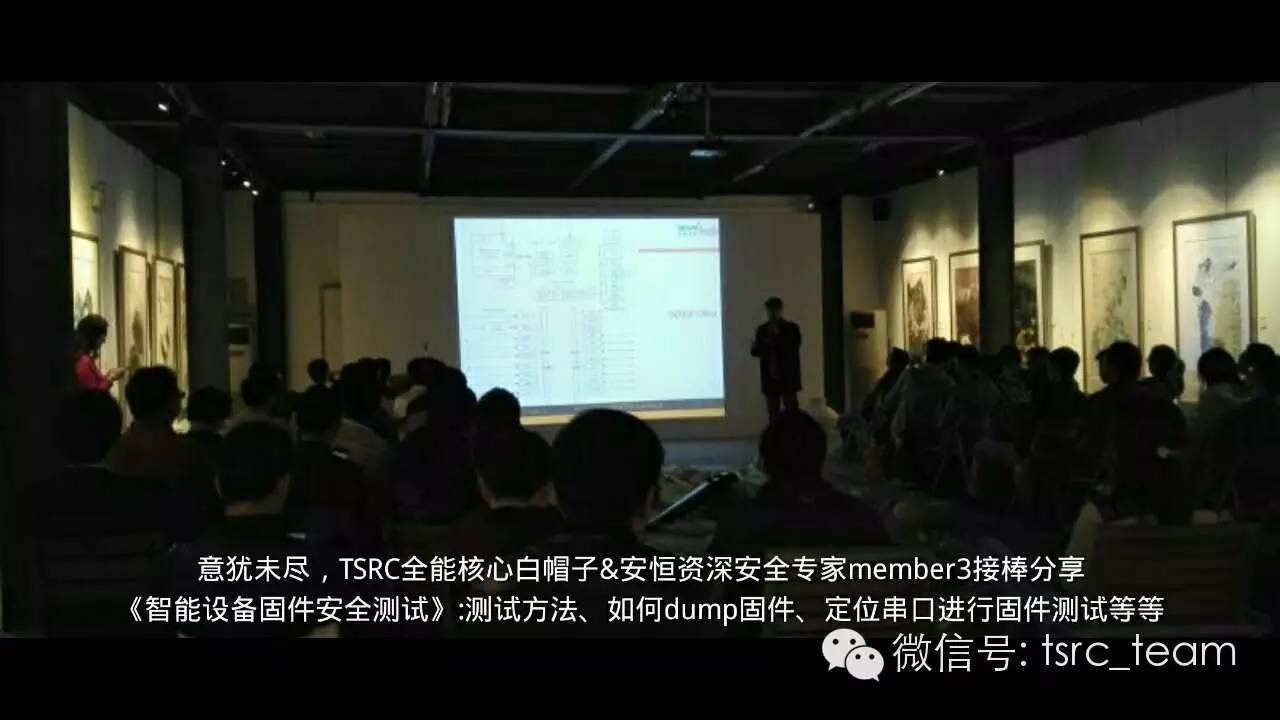 意犹未尽，TSRC全能核心白帽子&安恒资深安全专家member3接棒分享
《智能设备固件安全测试》:测试方法、如何dump固件、定位串口进行固件测试等等
微信号: tsrc_team